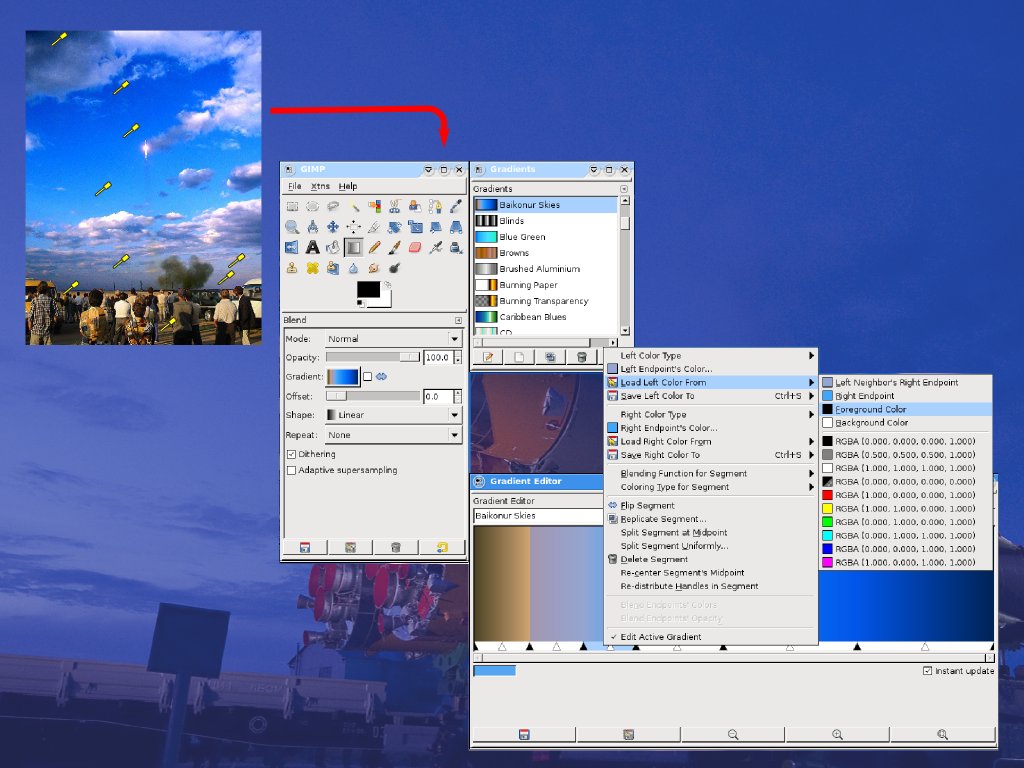 GIMP
File Xtns Help
Blend
Mode: Normal
Opacity: 100.0
Gradient:
Offset: 0.0
Shape: Linear
Repeat: None
Dithering
Adaptive supersampling
Gradients
Gradients
Baikonur Skies
Blinds
Blue Green
Browns
Brushed Aluminium
Burning Paper
Burning Transparency
Caribbean Blues
CD
Left Color Type
Left Endpoint's Color...
Load Left Color From
Save Left Color To Ctrl+S
Right Color Type
Right Endpoint's Color...
Load Right Color From
Save Right Color To Ctrl+S
Blending Function for Segment
Coloring Type for Segment
Flip Segment
Replicate Segment...
Split Segment at Midpoint
Split Segment Uniformly...
Delete Segment
Re-center Segment's Midpoint
Re-distribute Handles in Segment
Blend Endpoints' Colors
Blend Endpoints' Opacity
Edit Active Gradient
Left Neighbor's Right Endpoint
Right Endpoint
Foreground Color
Background Color
RGBA (0.000, 0.000, 0.000, 1.000)
RGBA (0.500, 0.500, 0.500, 1.000)
RGBA (1.000, 1.000, 1.000, 1.000)
RGBA (0.000, 0.000, 0.000, 0.000)
RGBA (1.000, 0.000, 0.000, 1.000)
RGBA (1.000, 1.000, 0.000, 1.000)
RGBA (0.000, 1.000, 0.000, 1.000)
RGBA (0.000, 1.000, 1.000, 1.000)
RGBA (0.000, 0.000, 1.000, 1.000)
RGBA (1.000, 0.000, 1.000, 1.000)
Gradient Editor
Gradient Editor
Baikonur Skies
Instant update